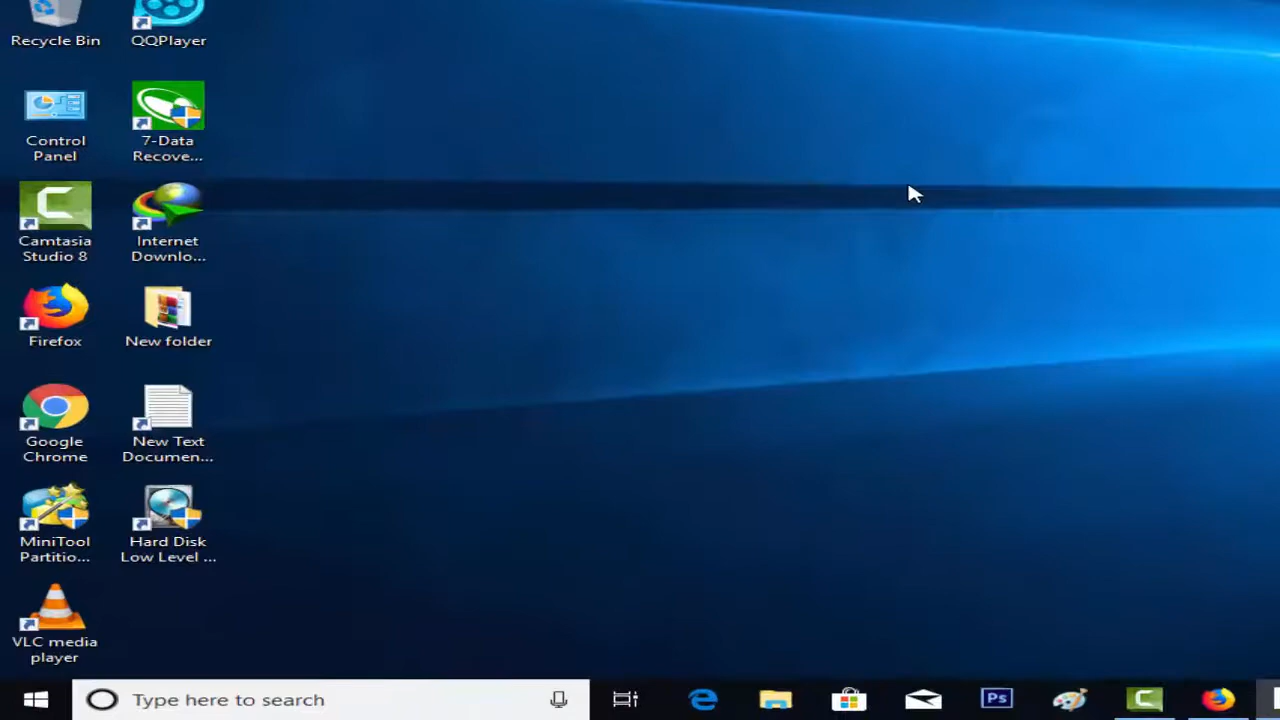 Recycle Bin
QQPlayer
Control
Panel
7-Data
Recove...
Camtasia
Studio 8
Internet
Downlo...
Firefox
New folder
Google
Chrome
New Text
Documen...
MiniTool
Partitio...
Hard Disk
Low Level ...
VLC media
player
Type here to search
Ps